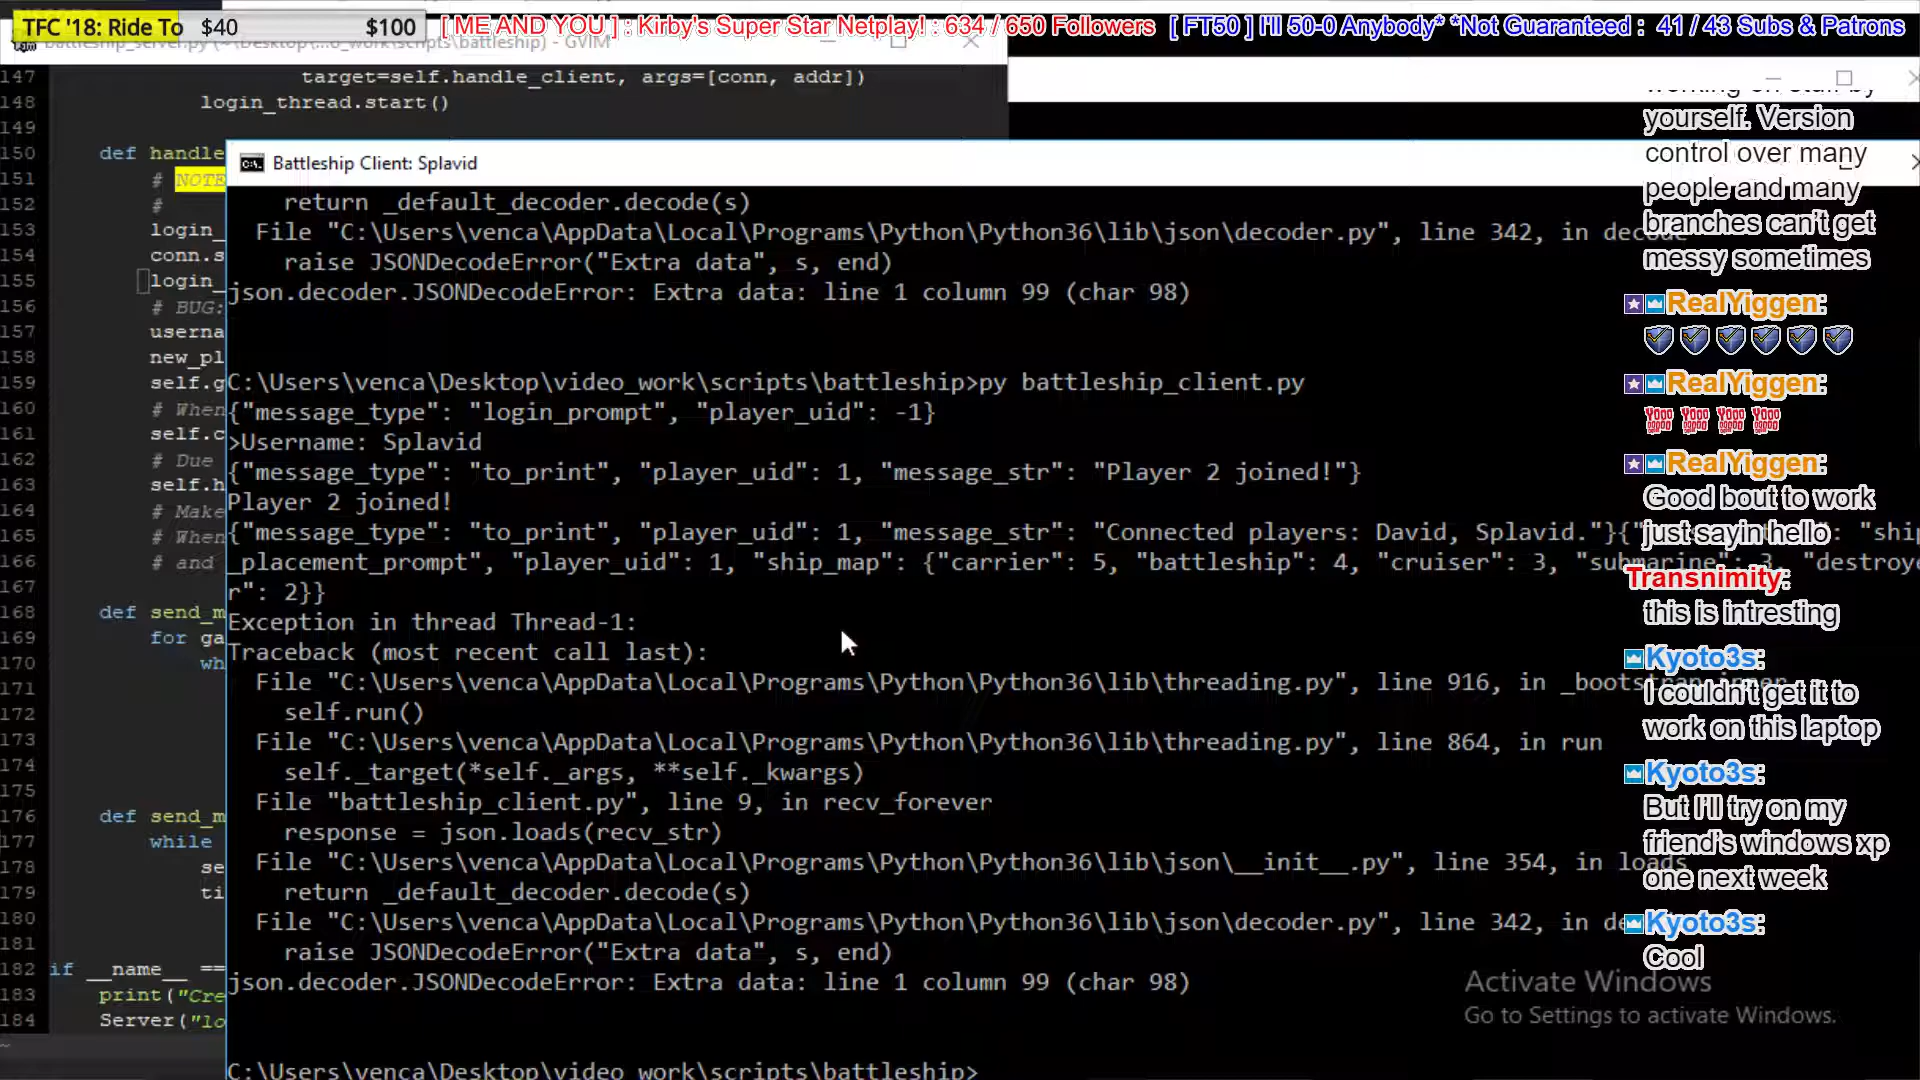 TFC '18: Ride To $40 $100 [ ME AND YOU ] : Kirby's Super Star Netplay! : 634 / 650 Followers [ FT50 ] I'll 50-0 Anybody* *Not Guaranteed : 41 / 43 Subs & Patrons
battleship_server.py (~\Desktop\...o_work\scripts\battleship) - GVIM
147 target=self.handle_client, args=[conn, addr])
148 login_thread.start()
149
150 def handle
151 # NOTE
152 #
153 login_
154 conn.s
155 login_
156 # BUG:
157 userna
158 new_pl
159 self.g
160 # When
161 self.c
162 # Due
163 self.h
164 # Make
165 # When
166 # and
167
168 def send_m
169 for ga
170 wh
171
172
173
174
175
176 def send_m
177 while
178 se
179 ti
180
181
182 if __name__ ==
183 print("Cre
184 Server("lo
~
Battleship Client: Splavid
return _default_decoder.decode(s)
File "C:\Users\venca\AppData\Local\Programs\Python\Python36\lib\json\decoder.py", line 342, in decode
raise JSONDecodeError("Extra data", s, end)
json.decoder.JSONDecodeError: Extra data: line 1 column 99 (char 98)
C:\Users\venca\Desktop\video_work\scripts\battleship>py battleship_client.py
{"message_type": "login_prompt", "player_uid": -1}
>Username: Splavid
{"message_type": "to_print", "player_uid": 1, "message_str": "Player 2 joined!"}
Player 2 joined!
{"message_type": "to_print", "player_uid": 1, "message_str": "Connected players: David, Splavid."}{" ": "ship
_placement_prompt", "player_uid": 1, "ship_map": {"carrier": 5, "battleship": 4, "cruiser": 3, "submarine": 3, "destroye
r": 2}}
Exception in thread Thread-1:
Traceback (most recent call last):
File "C:\Users\venca\AppData\Local\Programs\Python\Python36\lib\threading.py", line 916, in _bootstrap_inner
self.run()
File "C:\Users\venca\AppData\Local\Programs\Python\Python36\lib\threading.py", line 864, in run
self._target(*self._args, **self._kwargs)
File "battleship_client.py", line 9, in recv_forever
response = json.loads(recv_str)
File "C:\Users\venca\AppData\Local\Programs\Python\Python36\lib\json\__init__.py", line 354, in loads
return _default_decoder.decode(s)
File "C:\Users\venca\AppData\Local\Programs\Python\Python36\lib\json\decoder.py", line 342, in de
raise JSONDecodeError("Extra data", s, end)
json.decoder.JSONDecodeError: Extra data: line 1 column 99 (char 98)
C:\Users\venca\Desktop\video_work\scripts\battleship>
working on stuff by
yourself. Version
control over many
people and many
branches can't get
messy sometimes
RealYiggen:
RealYiggen:
RealYiggen:
Good bout to work
just sayin hello
Transnimity:
this is intresting
Kyoto3s:
I couldn't get it to
work on this laptop
Kyoto3s:
But I'll try on my
friend's windows xp
one next week
Kyoto3s:
Cool
Activate Windows
Go to Settings to activate Windows.